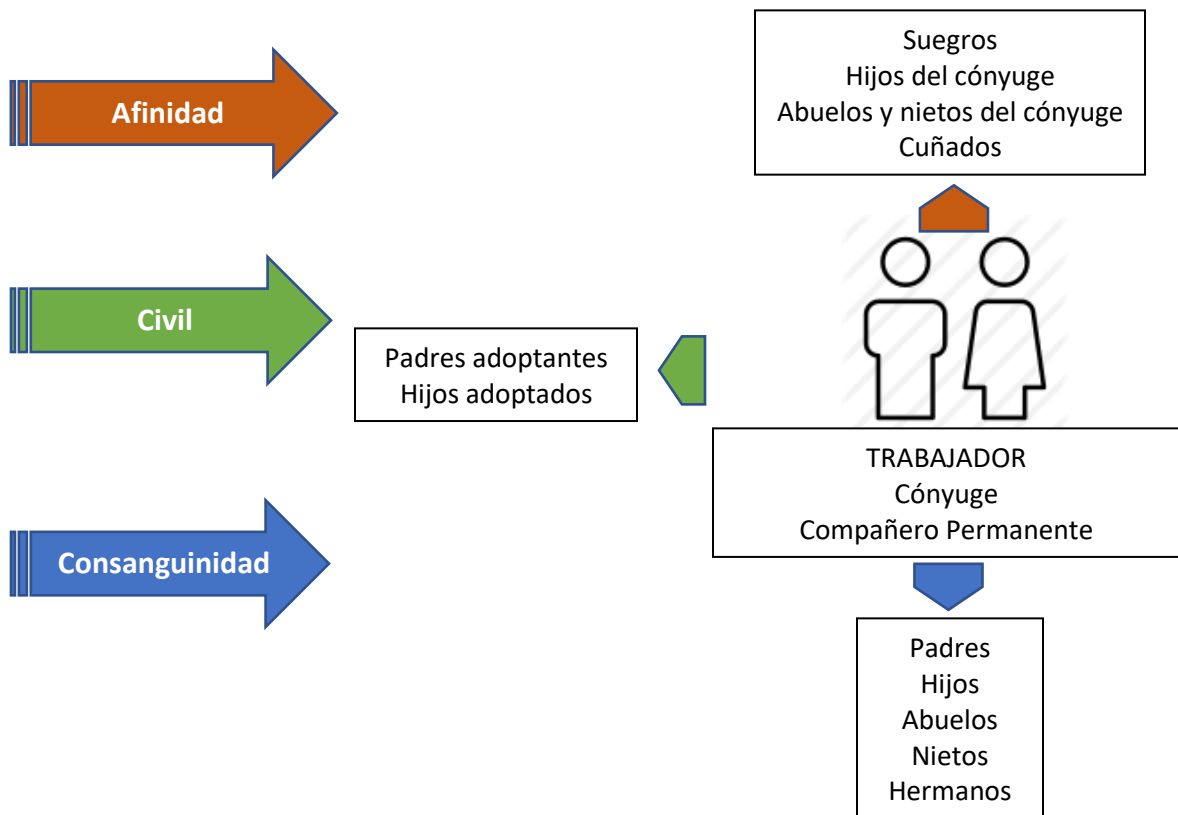 Suegros
Hijos del cónyuge
Abuelos y nietos del cónyuge
Cuñados
Afinidad
Civil
Padres adoptantes
Hijos adoptados
TRABAJADOR
Cónyuge
Compañero Permanente
Consanguinidad
Padres
Hijos
Abuelos
Nietos
Hermanos